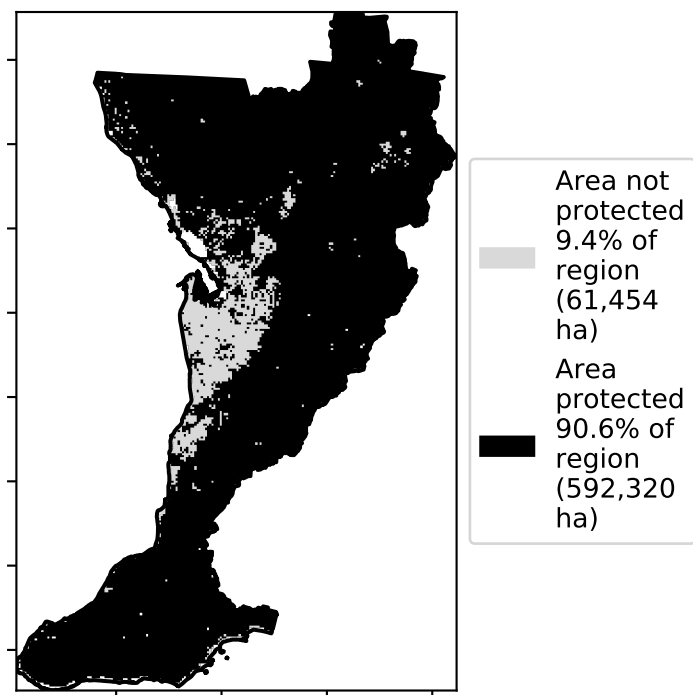 Area not
protected
9.4% of
region
(61,454
ha)
Area
protected
90.6% of
region
(592,320
ha)